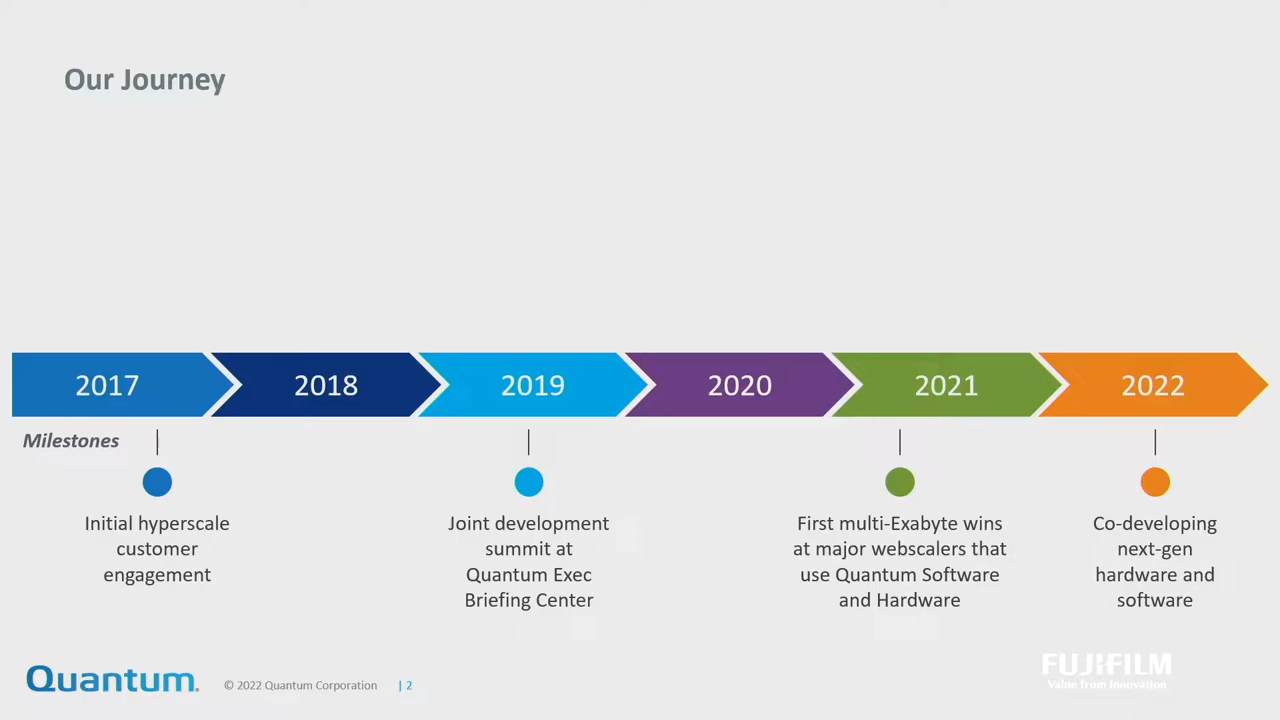 Our Journey
2017
2018
2019
2020
2021
2022
Milestones
Initial hyperscale
customer
engagement
Joint development
summit at
Quantum Exec
Briefing Center
First multi-Exabyte wins
at major webscalers that
use Quantum Software
and Hardware
Co-developing
next-gen
hardware and
software
Quantum.
© 2022 Quantum Corporation | 2
FUJIFILM
Value from Innovation